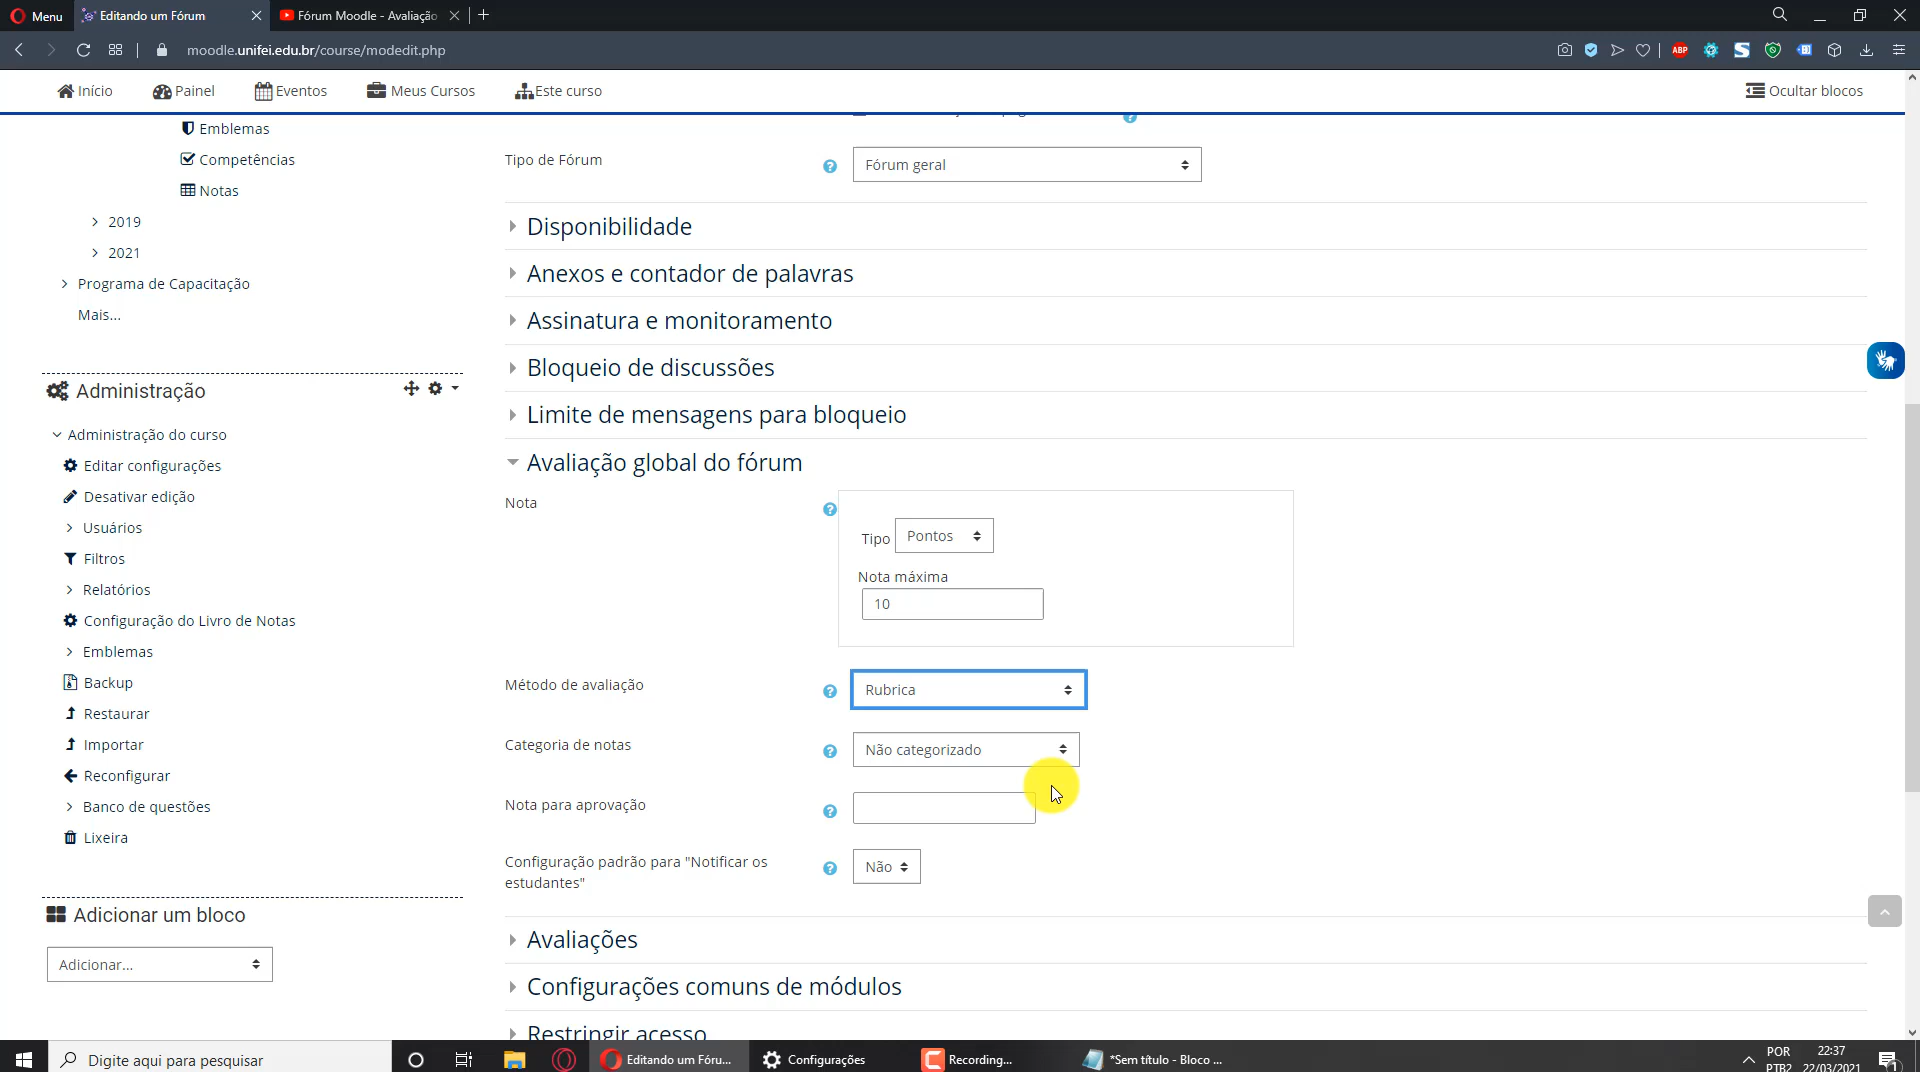 Menu
Editando um Fórum
Fórum Moodle - Avaliação
moodle.unifei.edu.br/course/modedit.php
ABP
Início
Painel
Eventos
Meus Cursos
Este curso
Ocultar blocos
Emblemas
Competências
Notas
2019
2021
Programa de Capacitação
Mais...
Administração
Administração do curso
Editar configurações
Desativar edição
Usuários
Filtros
Relatórios
Configuração do Livro de Notas
Emblemas
Backup
Restaurar
Importar
Reconfigurar
Banco de questões
Lixeira
Adicionar um bloco
Adicionar...
Tipo de Fórum
Fórum geral
Disponibilidade
Anexos e contador de palavras
Assinatura e monitoramento
Bloqueio de discussões
Limite de mensagens para bloqueio
Avaliação global do fórum
Nota
Tipo
Pontos
Nota máxima
10
Método de avaliação
Rubrica
Categoria de notas
Não categorizado
Nota para aprovação
Configuração padrão para "Notificar os
estudantes"
Não
Avaliações
Configurações comuns de módulos
Restringir acesso
Digite aqui para pesquisar
Editando um Fóru...
Configurações
Recording...
*Sem título - Bloco ...
POR
PTB2
22:37
22/03/2021
1